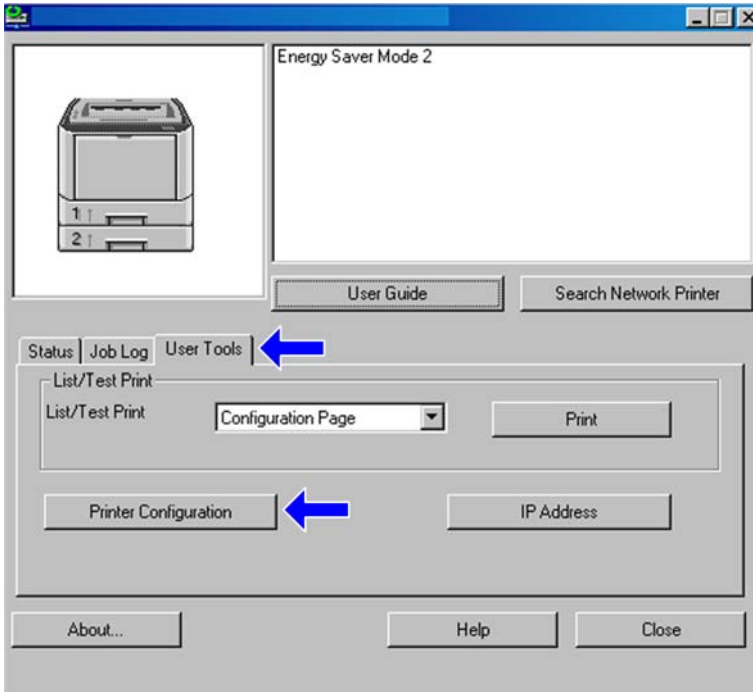 Energy Saver Mode 2
1
2
User Guide
Search Network Printer
Status
Job Log
User Tools
List/Test Print
List/Test Print
Configuration Page
Print
Printer Configuration
IP Address
About...
Help
Close